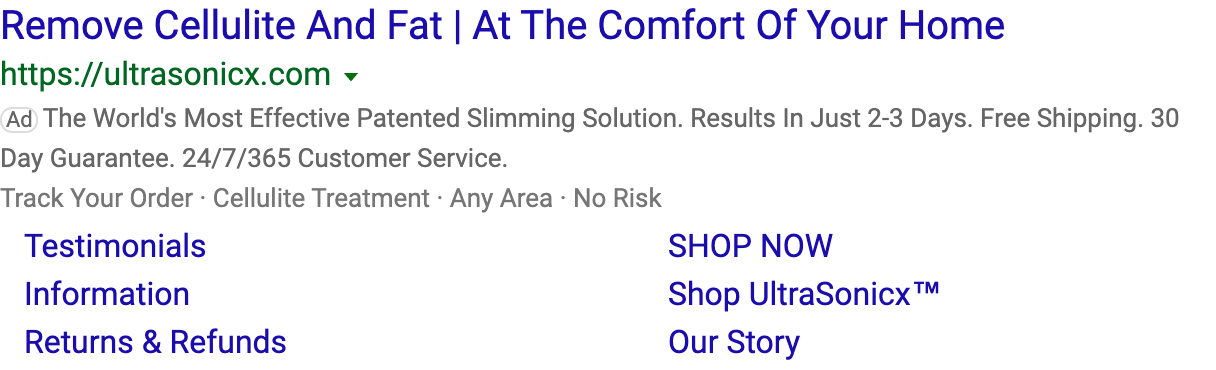 Remove Cellulite And Fat | At The Comfort Of Your Home
https://ultrasonicx.com
Ad The World's Most Effective Patented Slimming Solution. Results In Just 2-3 Days. Free Shipping. 30
Day Guarantee. 24/7/365 Customer Service.
Track Your Order · Cellulite Treatment · Any Area · No Risk
Testimonials SHOP NOW
Information Shop UltraSonicx™
Returns & Refunds Our Story